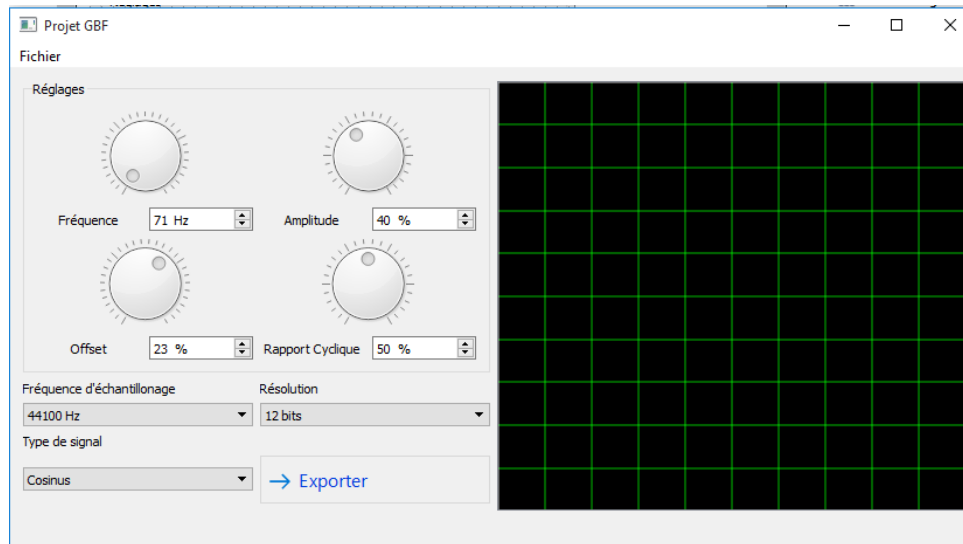 Projet GBF
Fichier
Réglages
Fréquence 71 Hz Amplitude 40 %
Offset 23 % Rapport Cyclique 50 %
Fréquence d'échantillonage Résolution
44100 Hz 12 bits
Type de signal
Cosinus → Exporter